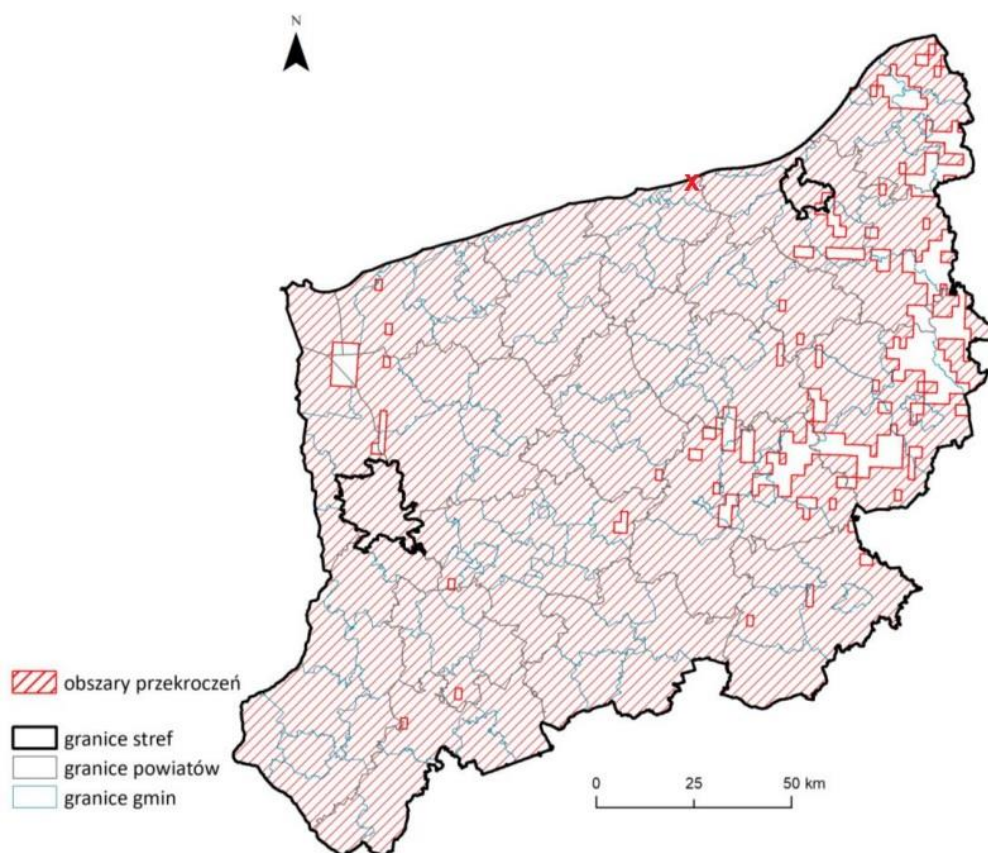 N
X
obszary przekroczeń
granice stref
granice powiatów
granice gmin
0 25 50 km